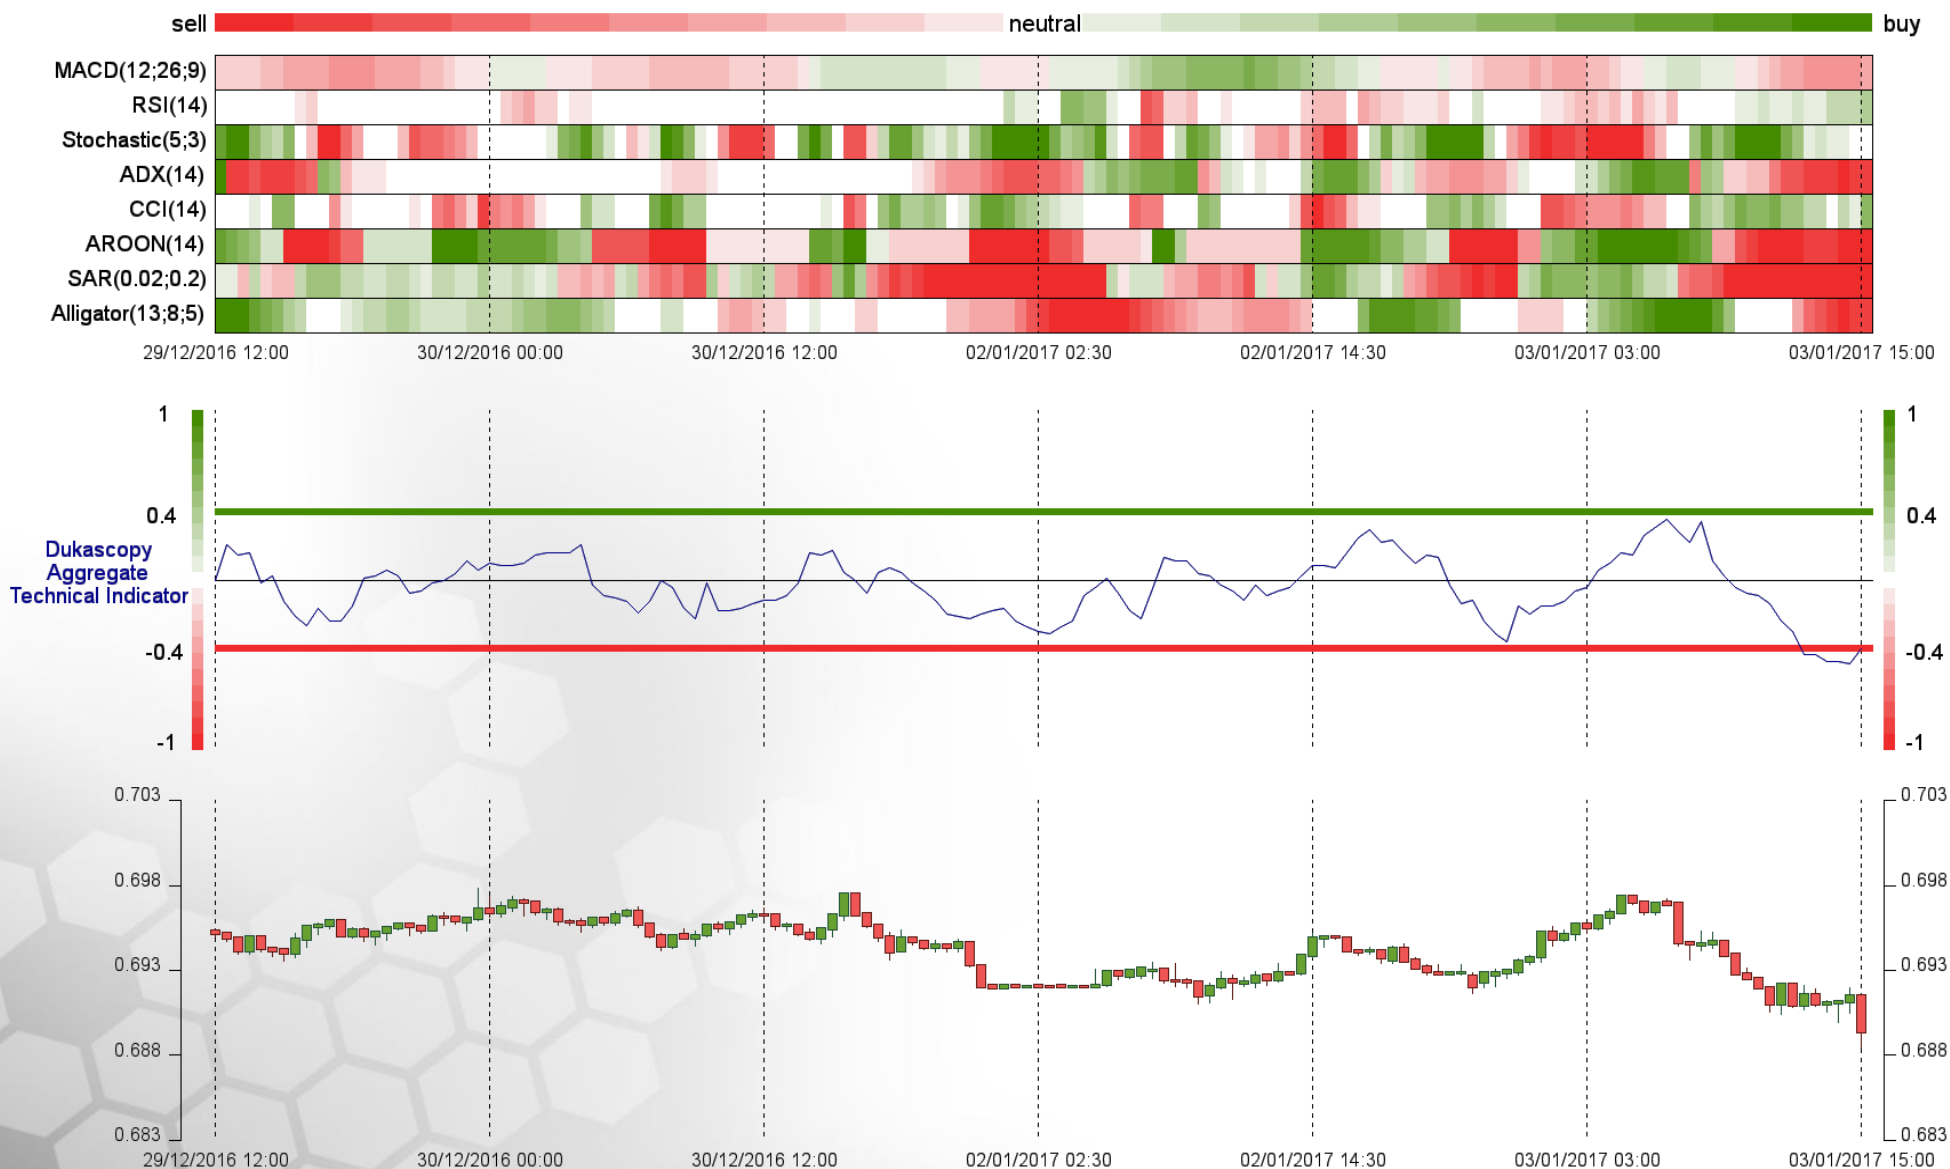 sell neutral buy
MACD(12;26;9)
RSI(14)
Stochastic(5;3)
ADX(14)
CCI(14)
AROON(14)
SAR(0.02;0.2)
Alligator(13;8;5)
29/12/2016 12:00 30/12/2016 00:00 30/12/2016 12:00 02/01/2017 02:30 02/01/2017 14:30 03/01/2017 03:00 03/01/2017 15:00
1 1
0.4 0.4
Dukascopy
Aggregate
Technical Indicator
-0.4 -0.4
-1 -1
0.703 0.703
0.698 0.698
0.693 0.693
0.688 0.688
0.683 0.683
29/12/2016 12:00 30/12/2016 00:00 30/12/2016 12:00 02/01/2017 02:30 02/01/2017 14:30 03/01/2017 03:00 03/01/2017 15:00